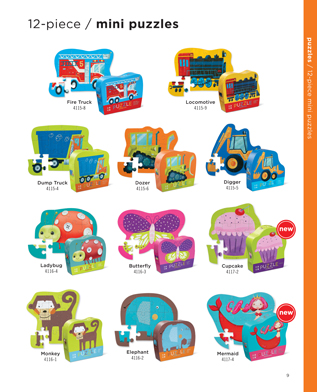 12-piece / mini puzzles
puzzles / 12-piece mini puzzles
Fire Truck
4115-8
Locomotive
4115-9
Dump Truck
4115-4
Dozer
4115-6
Digger
4115-5
new
Ladybug
4116-4
Butterfly
4116-3
Cupcake
4117-2
new
Monkey
4116-1
Elephant
4116-2
Mermaid
4117-4
9